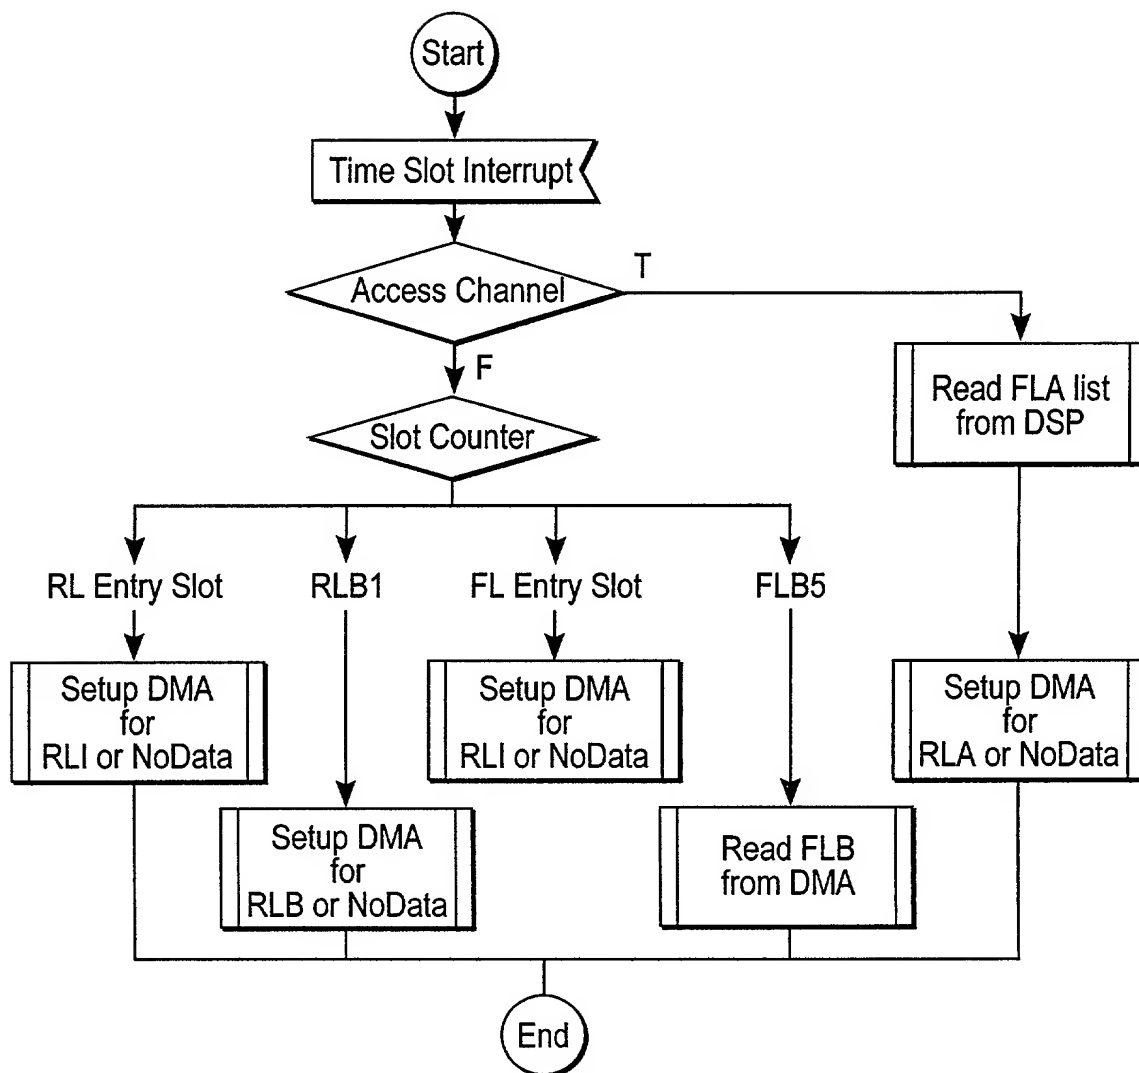 Start
Time Slot Interrupt
Access Channel
T
F
Read FLA list
from DSP
Slot Counter
RL Entry Slot
RLB1
FL Entry Slot
FLB5
Setup DMA
for
RLI or NoData
Setup DMA
for
RLI or NoData
Setup DMA
for
RLA or NoData
Setup DMA
for
RLB or NoData
Read FLB
from DMA
End